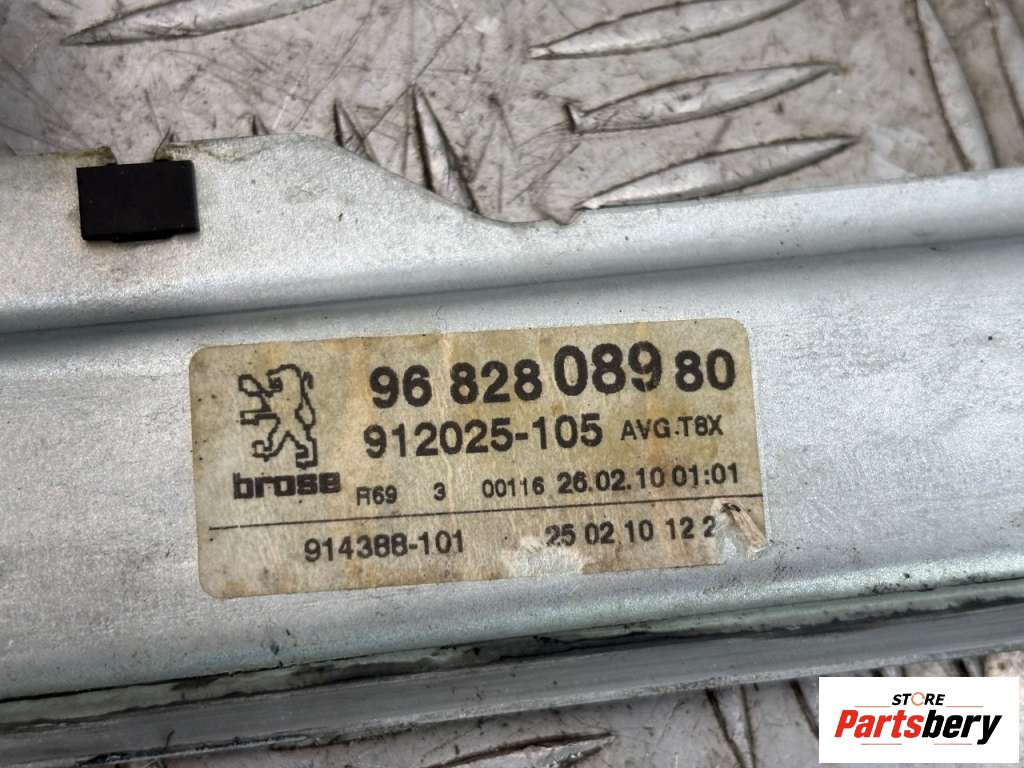 96 828 089 80
912025-105 AVG.T8X
brose R69 3 00116 26.02.10 01:01
914388-101 25 02 10 12 2
STORE
Partsbery